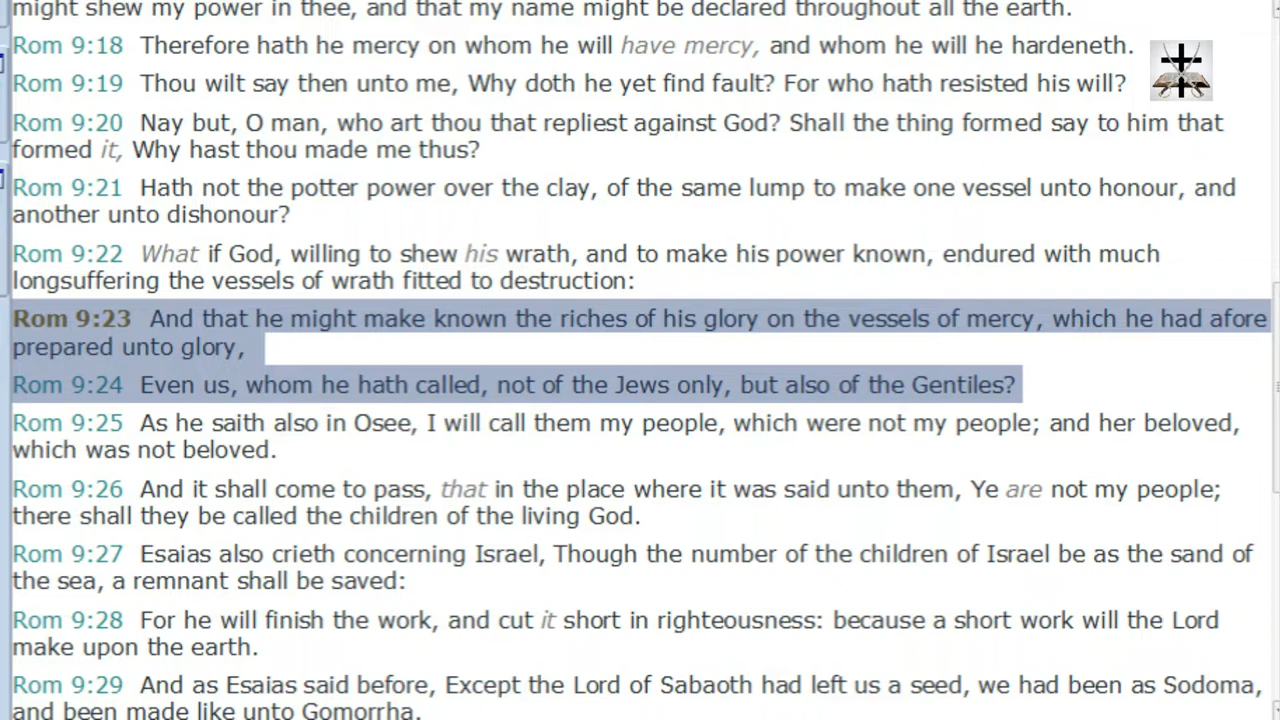 might shew my power in thee, and that my name might be declared throughout all the earth.
Rom 9:18 Therefore hath he mercy on whom he will have mercy, and whom he will he hardeneth.
Rom 9:19 Thou wilt say then unto me, Why doth he yet find fault? For who hath resisted his will?
Rom 9:20 Nay but, O man, who art thou that repliest against God? Shall the thing formed say to him that
formed it, Why hast thou made me thus?
Rom 9:21 Hath not the potter power over the clay, of the same lump to make one vessel unto honour, and
another unto dishonour?
Rom 9:22 What if God, willing to shew his wrath, and to make his power known, endured with much
longsuffering the vessels of wrath fitted to destruction:
Rom 9:23 And that he might make known the riches of his glory on the vessels of mercy, which he had afore
prepared unto glory,
Rom 9:24 Even us, whom he hath called, not of the Jews only, but also of the Gentiles?
Rom 9:25 As he saith also in Osee, I will call them my people, which were not my people; and her beloved,
which was not beloved.
Rom 9:26 And it shall come to pass, that in the place where it was said unto them, Ye are not my people;
there shall they be called the children of the living God.
Rom 9:27 Esaias also crieth concerning Israel, Though the number of the children of Israel be as the sand of
the sea, a remnant shall be saved:
Rom 9:28 For he will finish the work, and cut it short in righteousness: because a short work will the Lord
make upon the earth.
Rom 9:29 And as Esaias said before, Except the Lord of Sabaoth had left us a seed, we had been as Sodoma,
and been made like unto Gomorrha.